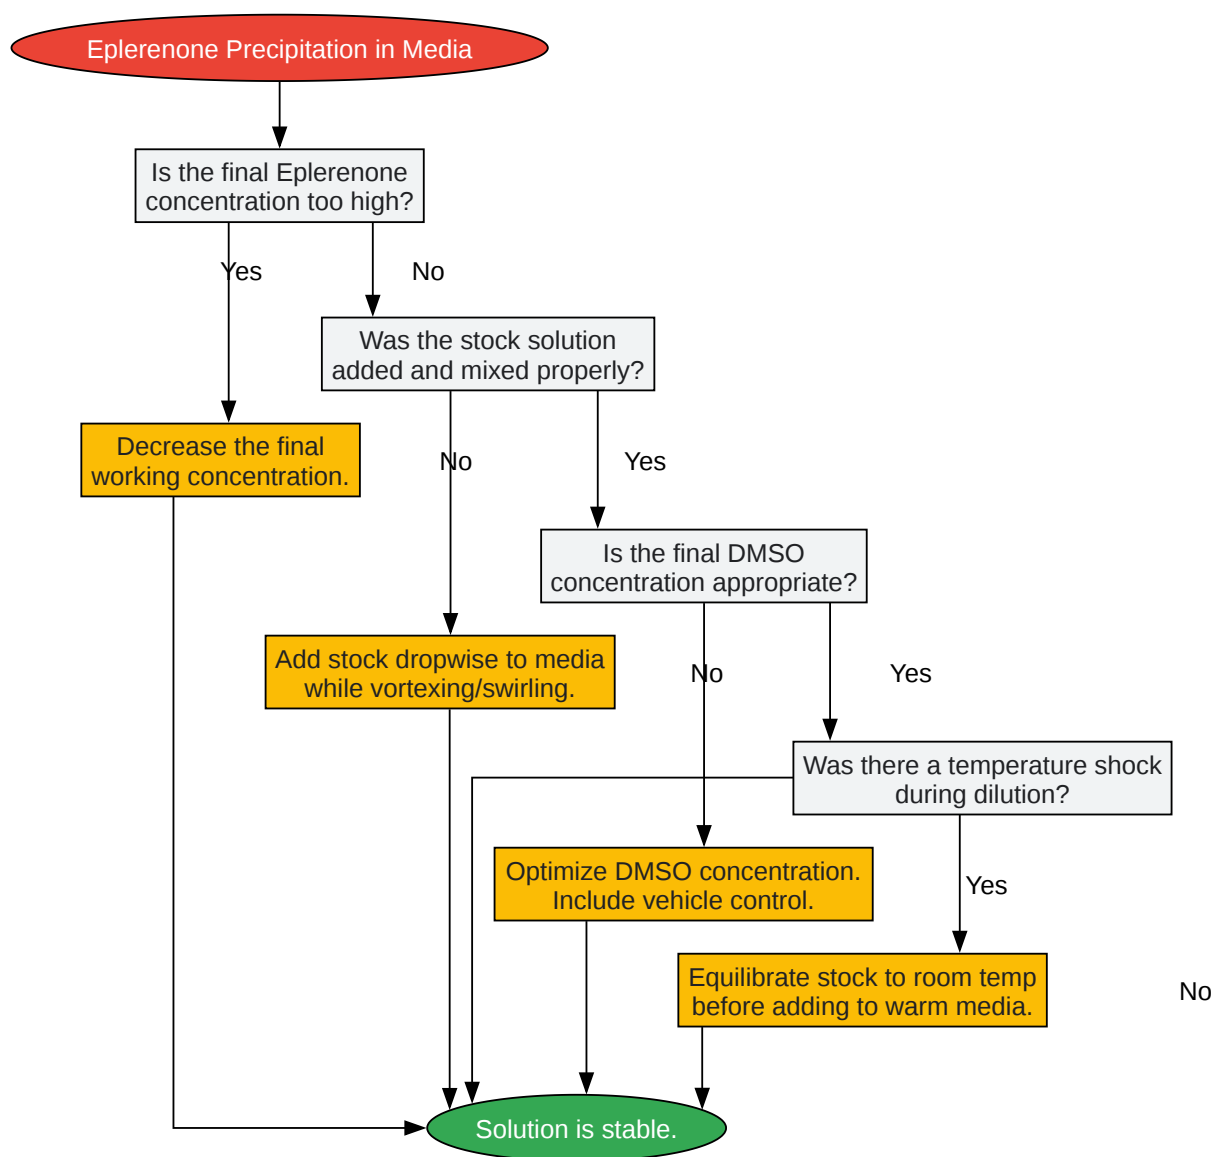 Eplerenone Precipitation in Media
Is the final Eplerenone
concentration too high?
Yes
No
Was the stock solution
added and mixed properly?
Decrease the final
working concentration.
No
Yes
Is the final DMSO
concentration appropriate?
Add stock dropwise to media
while vortexing/swirling.
No
Yes
Was there a temperature shock
during dilution?
Optimize DMSO concentration.
Include vehicle control.
Yes
Equilibrate stock to room temp
before adding to warm media.
No
Solution is stable.